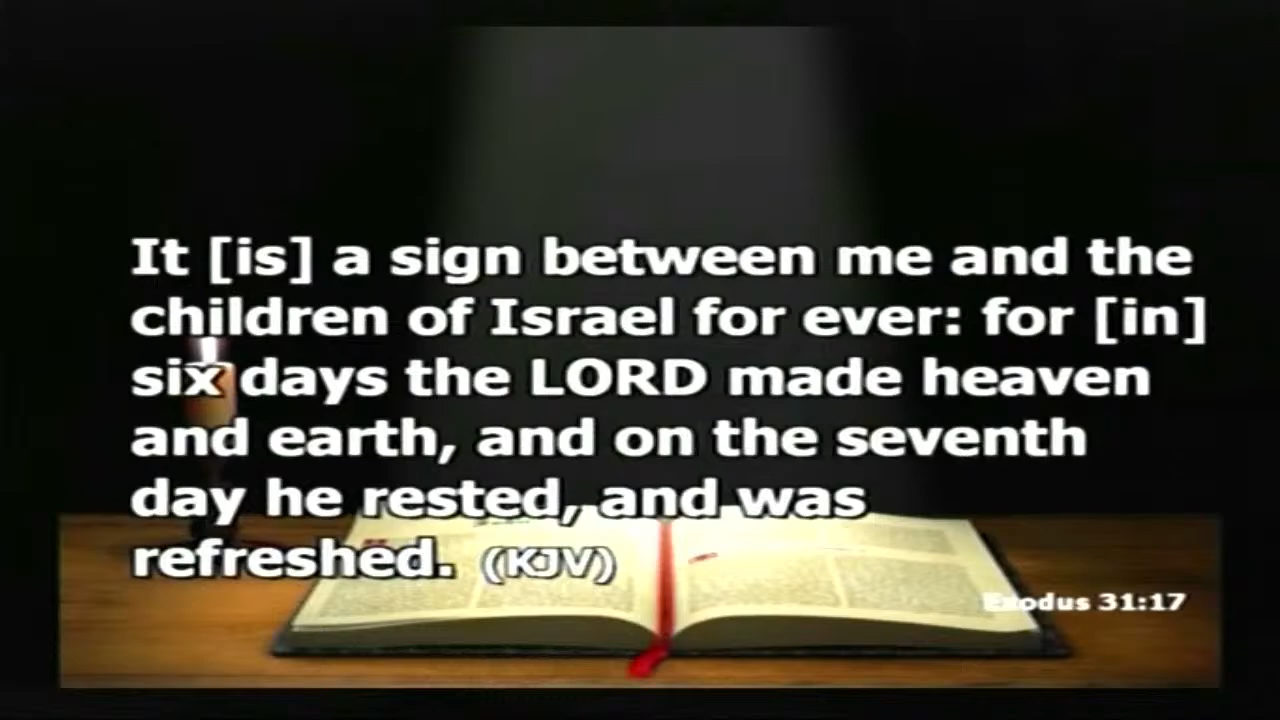 It [is] a sign between me and the
children of Israel for ever: for [in]
six days the LORD made heaven
and earth, and on the seventh
day he rested, and was
refreshed. (KJV)
Exodus 31:17